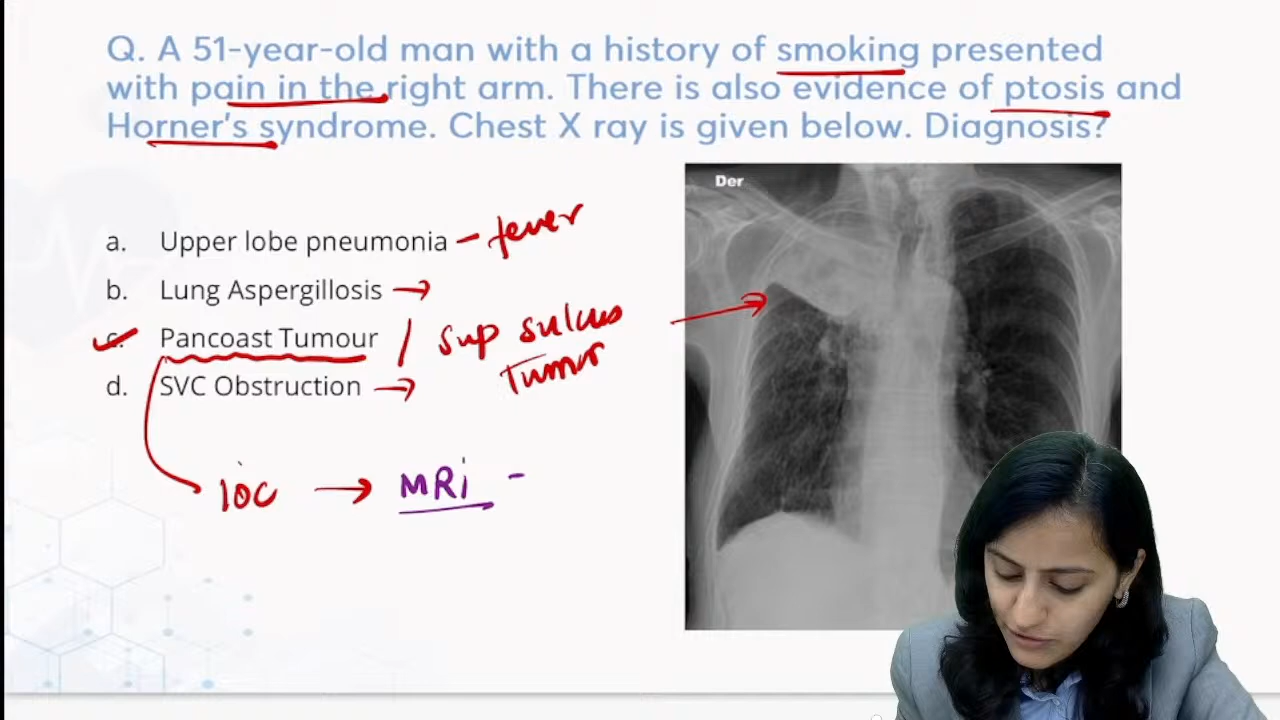 Q. A 51-year-old man with a history of smoking presented
with pain in the right arm. There is also evidence of ptosis and
Horner's syndrome. Chest X ray is given below. Diagnosis?
Der
a. Upper lobe pneumonia - fever
b. Lung Aspergillosis →
c. Pancoast Tumour / Sup sulcus
Tumor
d. SVC Obstruction →
IOC → MRi -